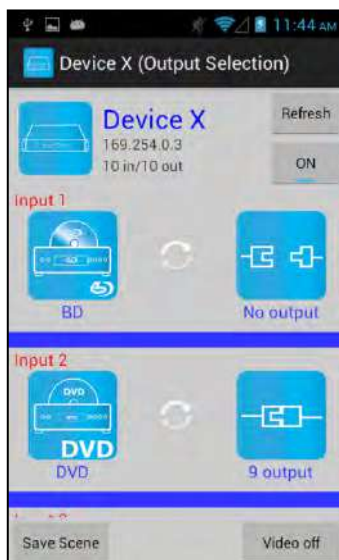 11:44 AM
Device X (Output Selection)
Device X
169.254.0.3
10 in/10 out
Refresh
ON
Input 1
BD
No output
Input 2
DVD
DVD
DVD
9 output
Save Scene
Video off